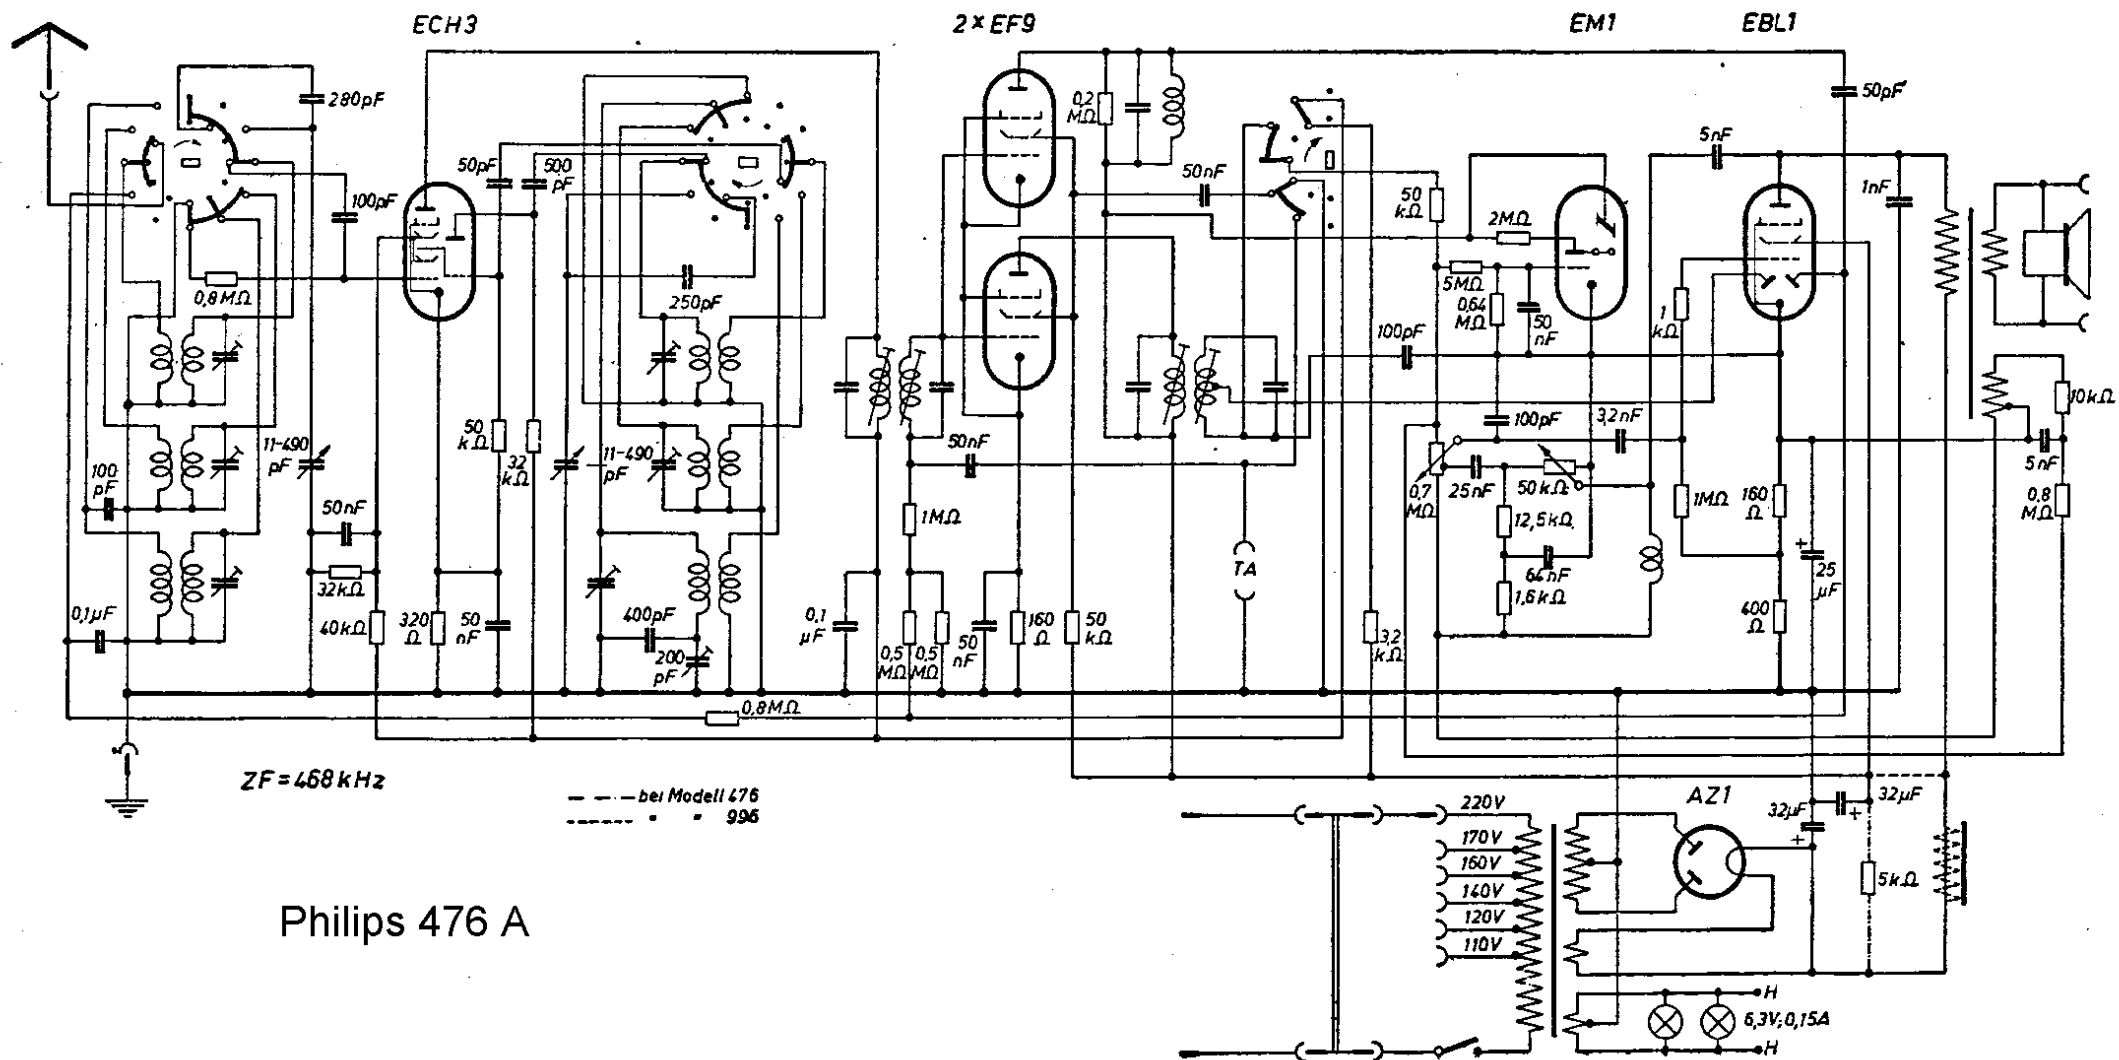 ECH3
2×EF9
EM1
EBL1
280pF
50pF
0,2
MΩ
5nF
1nF
50pF
500
pF
50nF
100pF
50
kΩ
2MΩ
0,8MΩ
250pF
5MΩ
0,64
MΩ
50
nF
1
kΩ
100pF
10kΩ
100pF
3,2nF
11-490
pF
50
kΩ
32
kΩ
11-490
pF
50nF
5nF
100
pF
0,7
MΩ
25nF
50kΩ
1MΩ
160
Ω
0,8
MΩ
50nF
1MΩ
12,5kΩ
+
25
µF
32kΩ
TA
64nF
1,6kΩ
0,1µF
40kΩ
320
Ω
50
nF
400pF
200
pF
0,1
µF
0,5
MΩ
0,5
MΩ
50
nF
160
Ω
50
kΩ
3,2
kΩ
400
Ω
0,8MΩ
ZF=468kHz
bei Modell 476
" " 996
220V
170V
160V
140V
120V
110V
AZ1
32µF
+
32µF
+
5kΩ
Philips 476 A
H
6,3V;0,15A
H